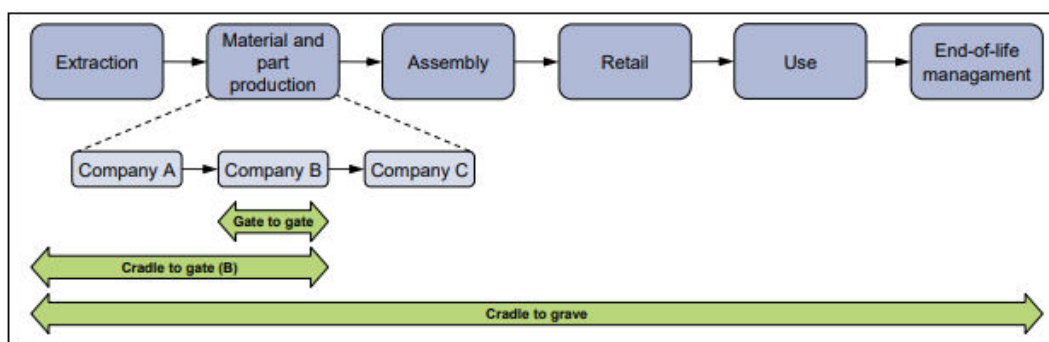 Extraction
Material and
part
production
Assembly
Retail
Use
End-of-life
managament
Company A
Company B
Company C
Gate to gate
Cradle to gate (B)
Cradle to grave